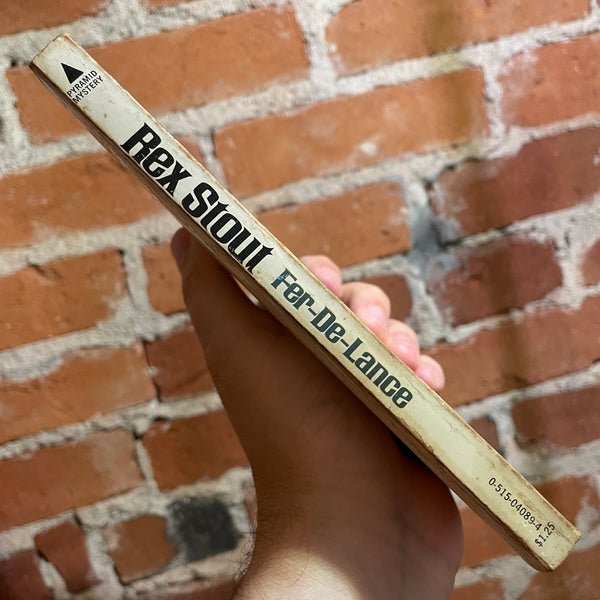 PYRAMID
MYSTERY
Rex Stout
Fer-De-Lance
0-515-04089-4
$1.25